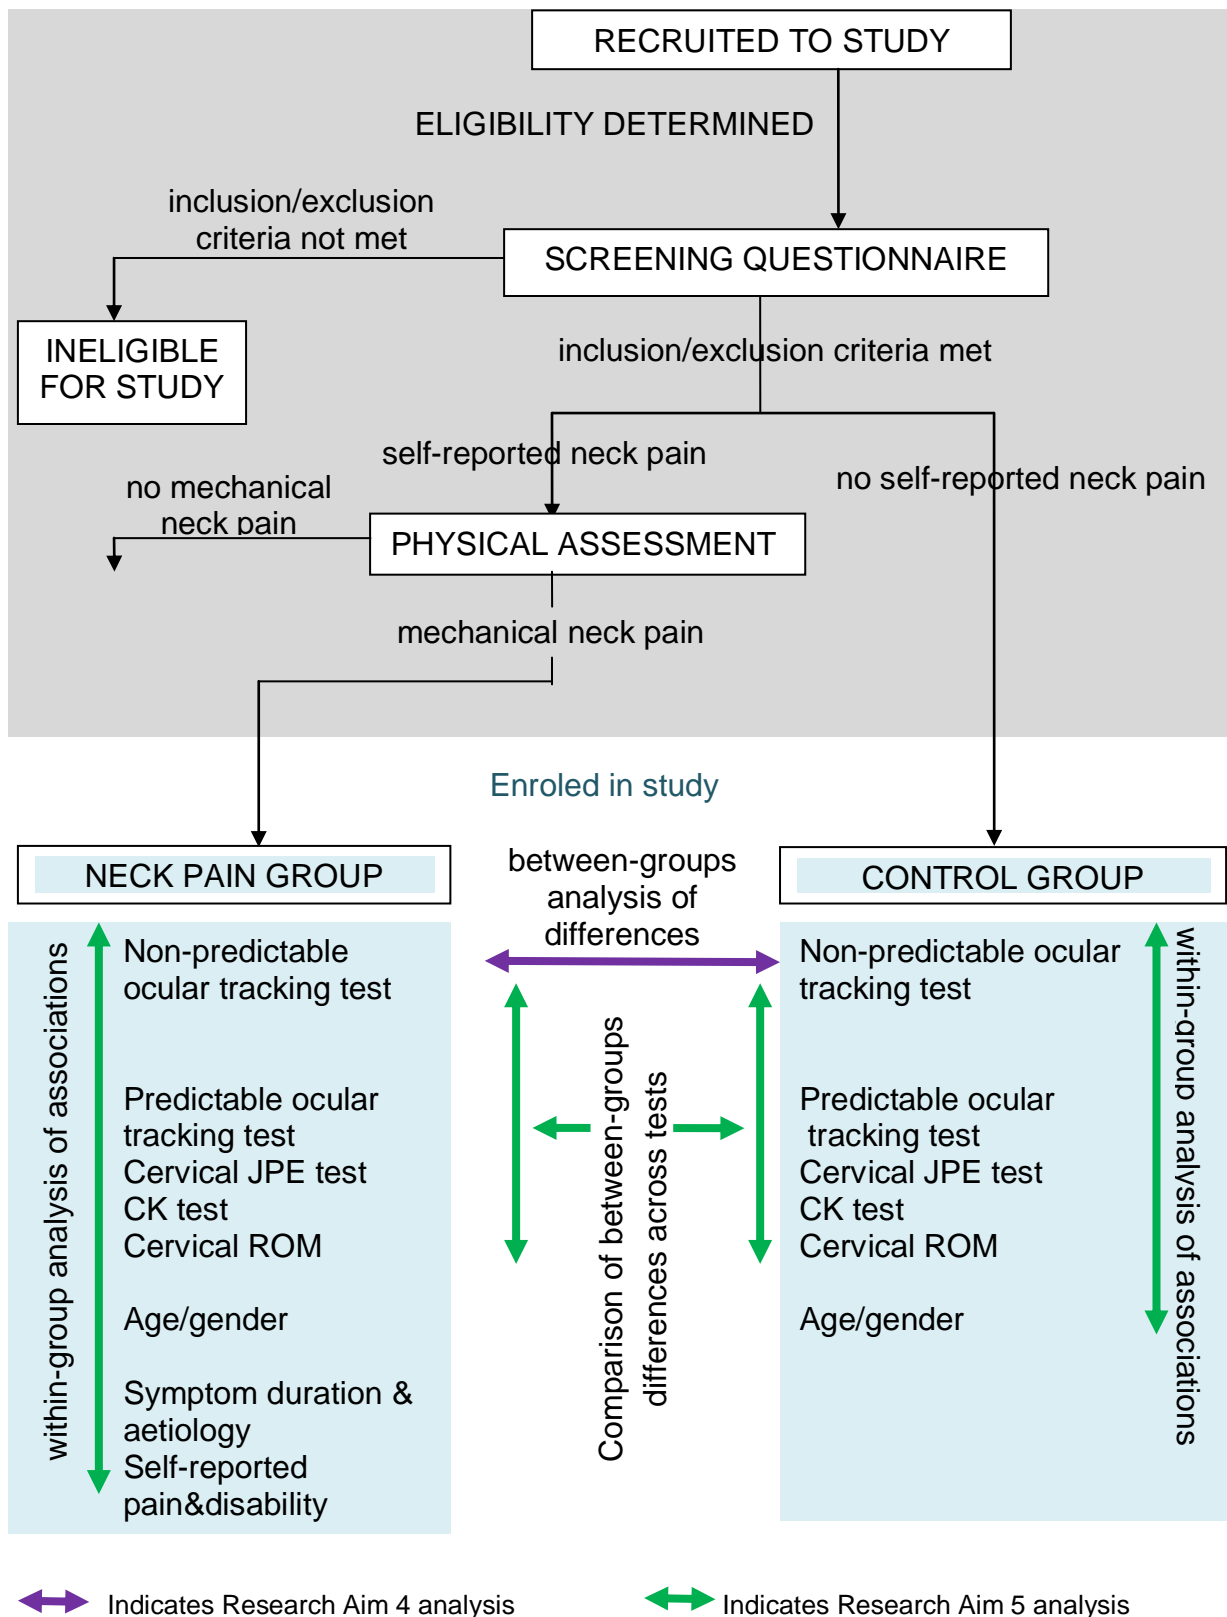 RECRUITED TO STUDY
ELIGIBILITY DETERMINED
inclusion/exclusion
criteria not met
SCREENING QUESTIONNAIRE
INELIGIBLE
FOR STUDY
inclusion/exclusion criteria met
self-reported neck pain
no self-reported neck pain
no mechanical
neck pain
PHYSICAL ASSESSMENT
mechanical neck pain
Enroled in study
NECK PAIN GROUP
between-groups
analysis of
differences
CONTROL GROUP
within-group analysis of associations
Non-predictable
ocular tracking test
Predictable ocular
tracking test
Cervical JPE test
CK test
Cervical ROM
Age/gender
Symptom duration &
aetiology
Self-reported
pain&disability
Comparison of between-groups
differences across tests
Non-predictable ocular
tracking test
Predictable ocular
tracking test
Cervical JPE test
CK test
Cervical ROM
Age/gender
within-group analysis of associations
Indicates Research Aim 4 analysis
Indicates Research Aim 5 analysis